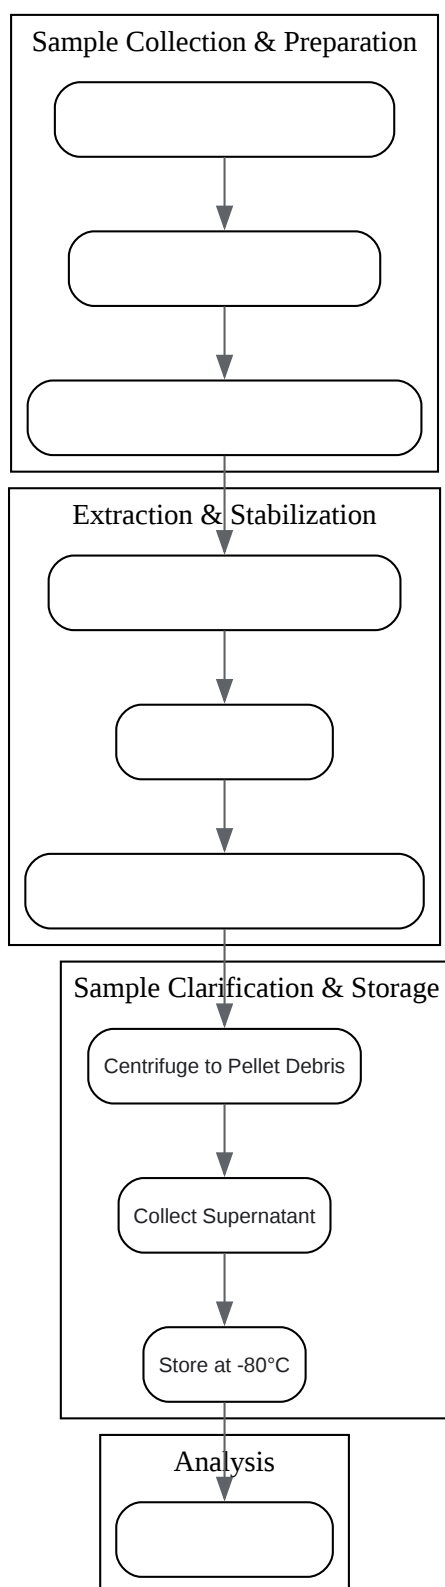 Sample Collection & Preparation
Extraction & Stabilization
Sample Clarification & Storage
Centrifuge to Pellet Debris
Collect Supernatant
Store at -80°C
Analysis